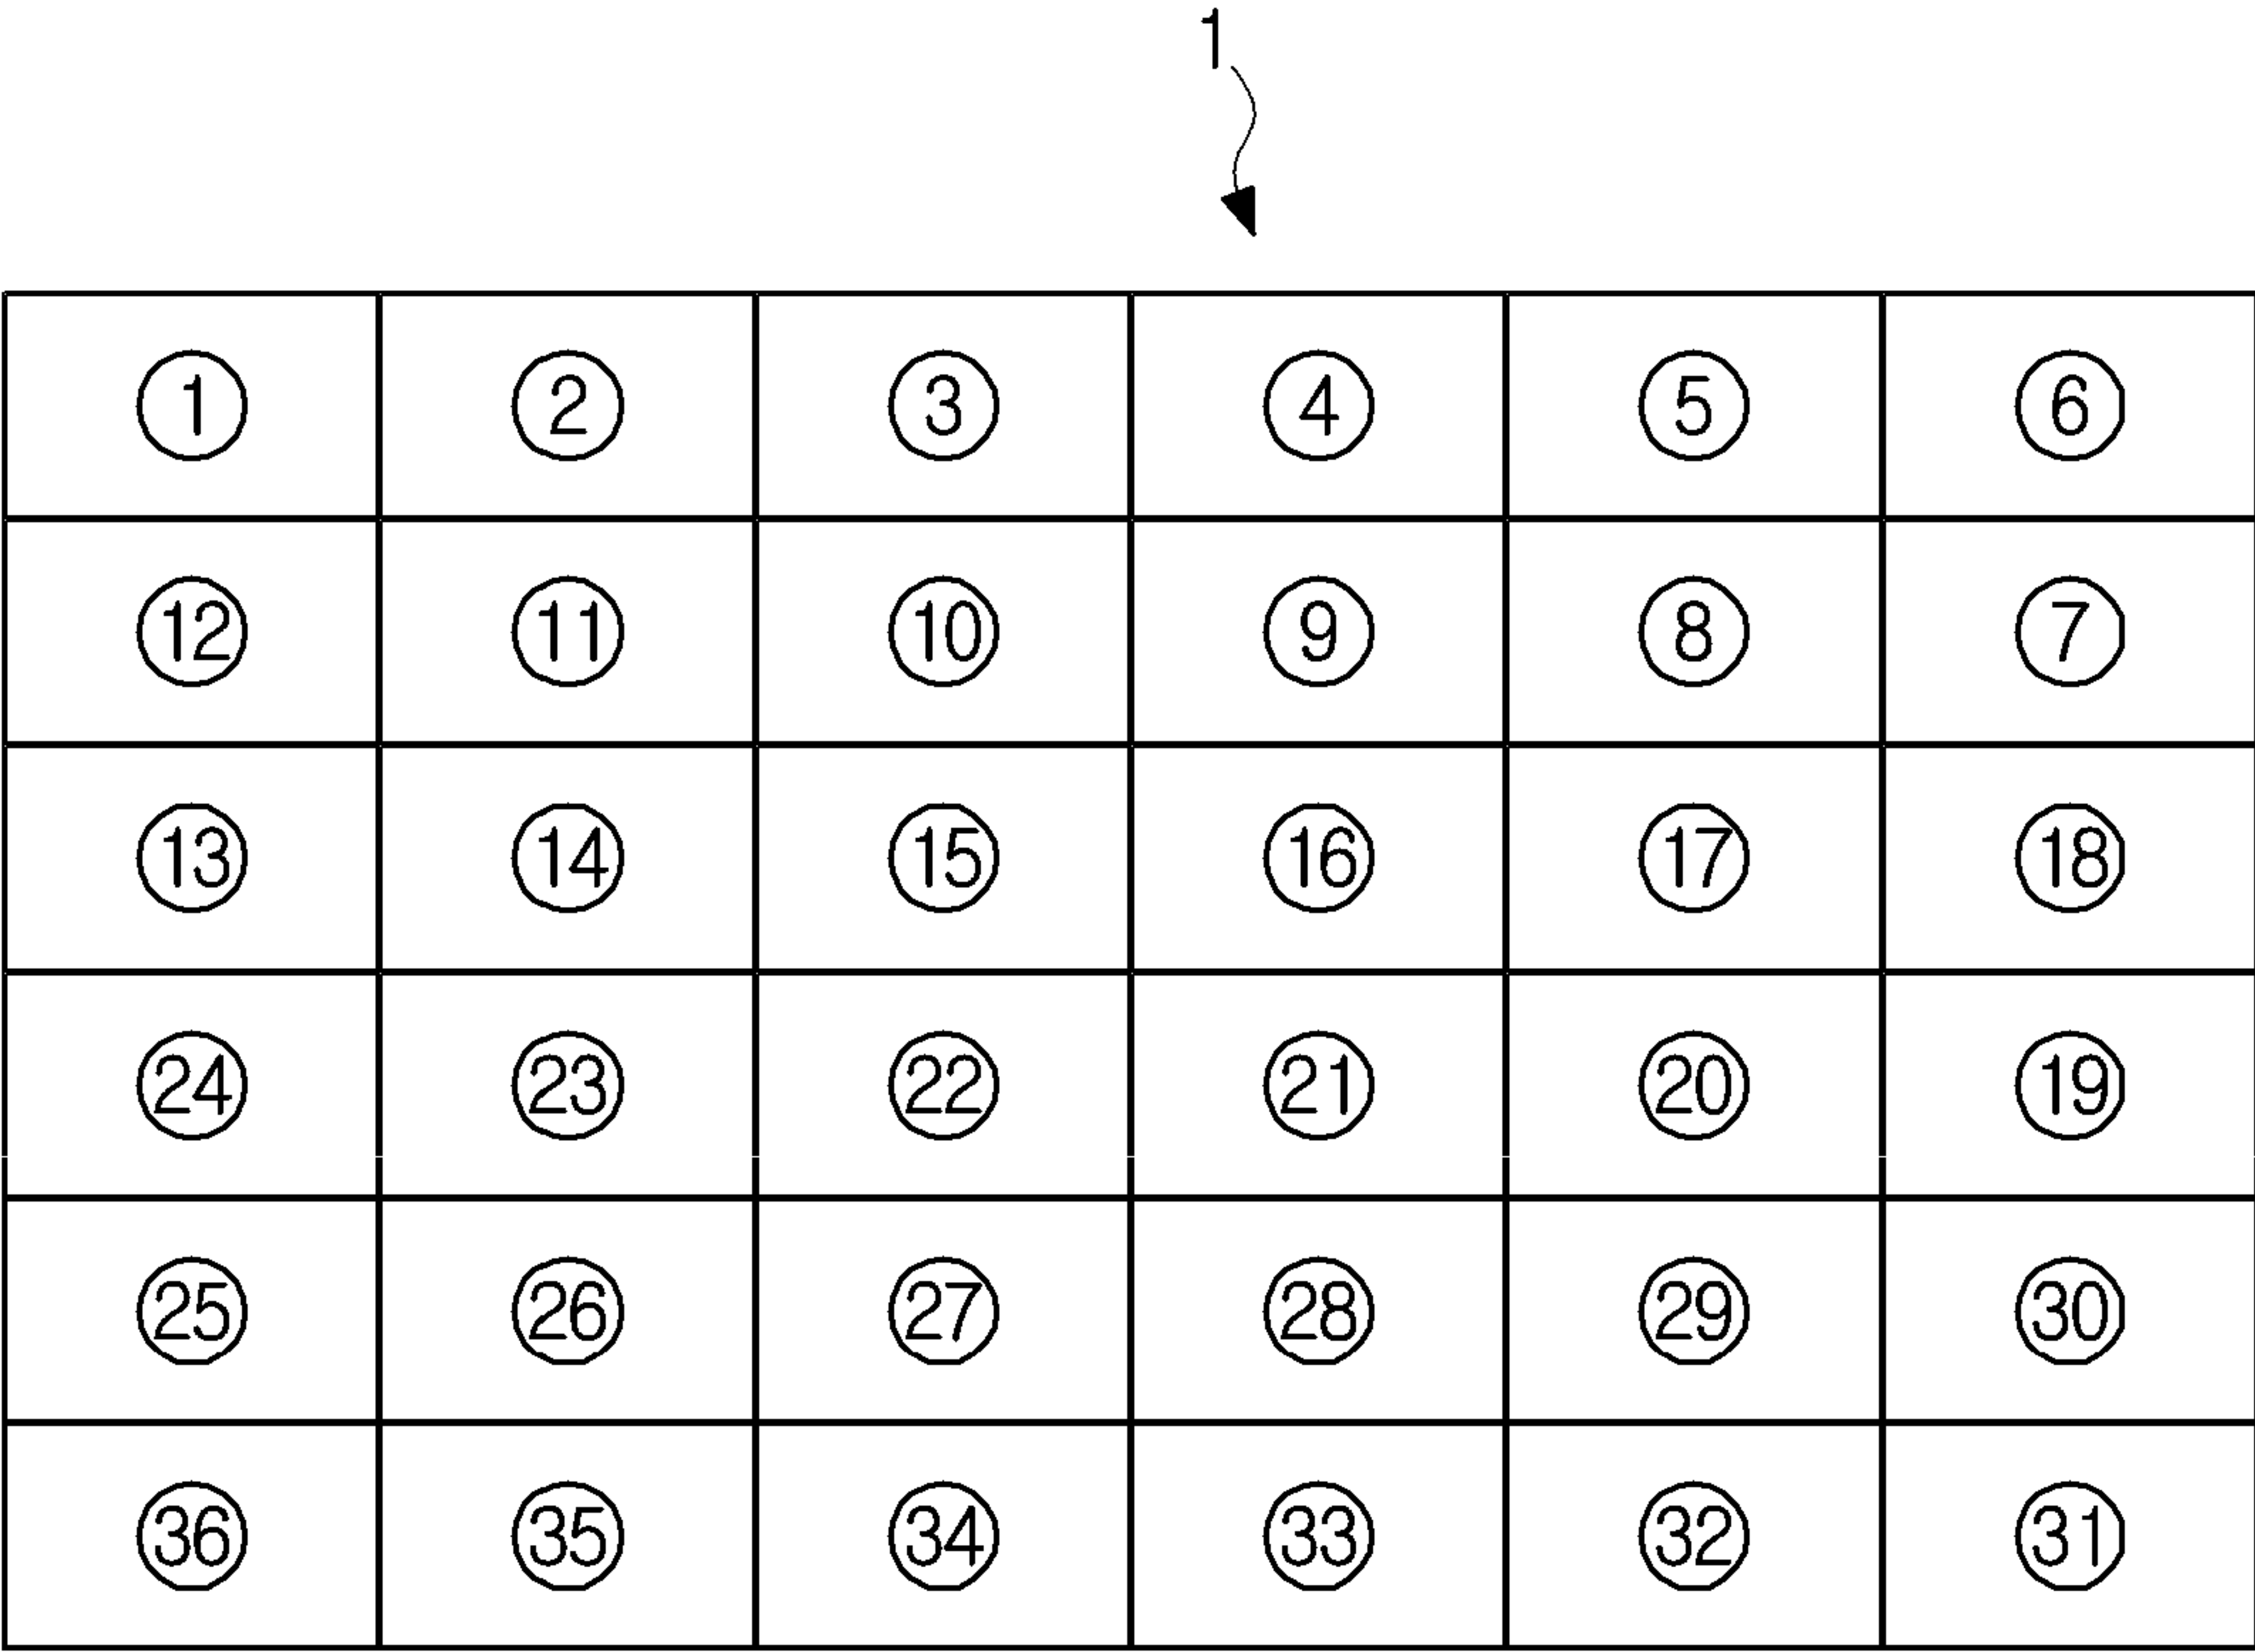 1
① ② ③ ④ ⑤ ⑥
⑫ ⑪ ⑩ ⑨ ⑧ ⑦
⑬ ⑭ ⑮ ⑯ ⑰ ⑱
㉔ ㉓ ㉒ ㉑ ⑳ ⑲
㉕ ㉖ ㉗ ㉘ ㉙ ㉚
㊱ ㉟ ㉞ ㉝ ㉜ ㉛